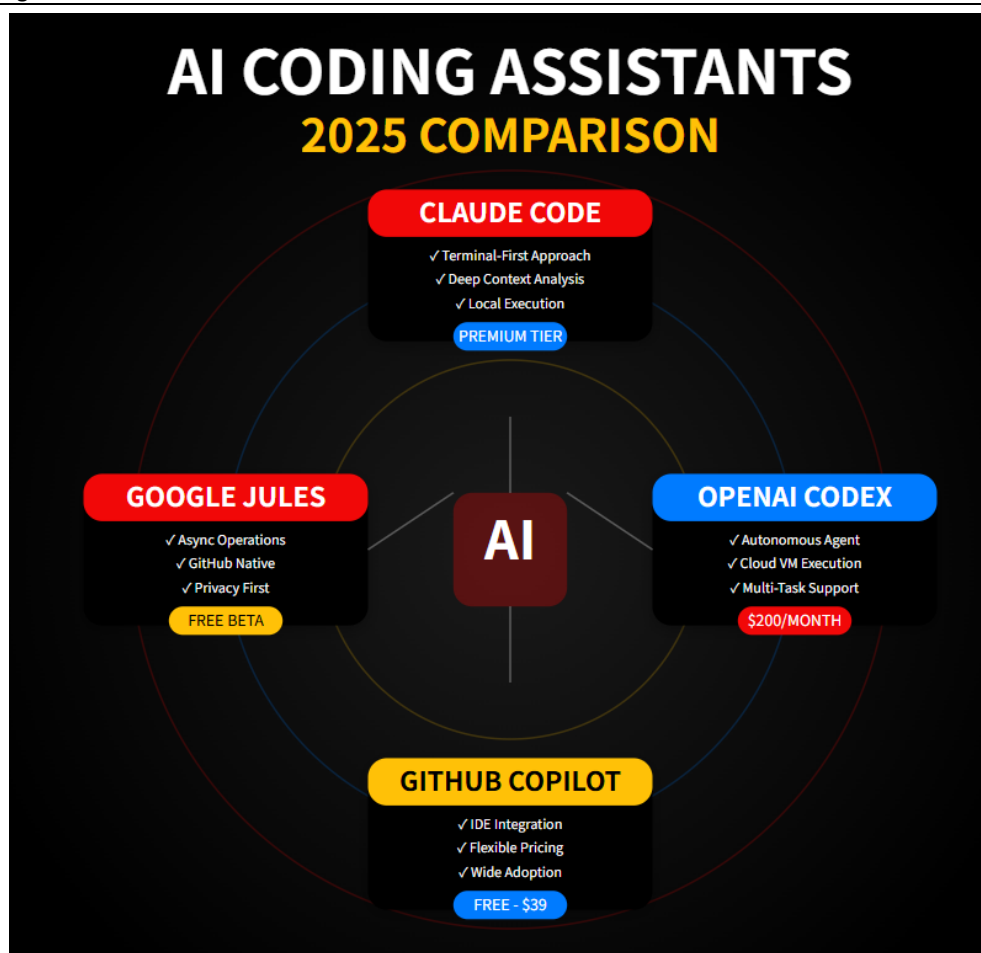 AI CODING ASSISTANTS
2025 COMPARISON
CLAUDE CODE
✓ Terminal-First Approach
✓ Deep Context Analysis
✓ Local Execution
PREMIUM TIER
GOOGLE JULES
✓ Async Operations
✓ GitHub Native
✓ Privacy First
FREE BETA
AI
OPENAI CODEX
✓ Autonomous Agent
✓ Cloud VM Execution
✓ Multi-Task Support
$200/MONTH
GITHUB COPILOT
✓ IDE Integration
✓ Flexible Pricing
✓ Wide Adoption
FREE - $39